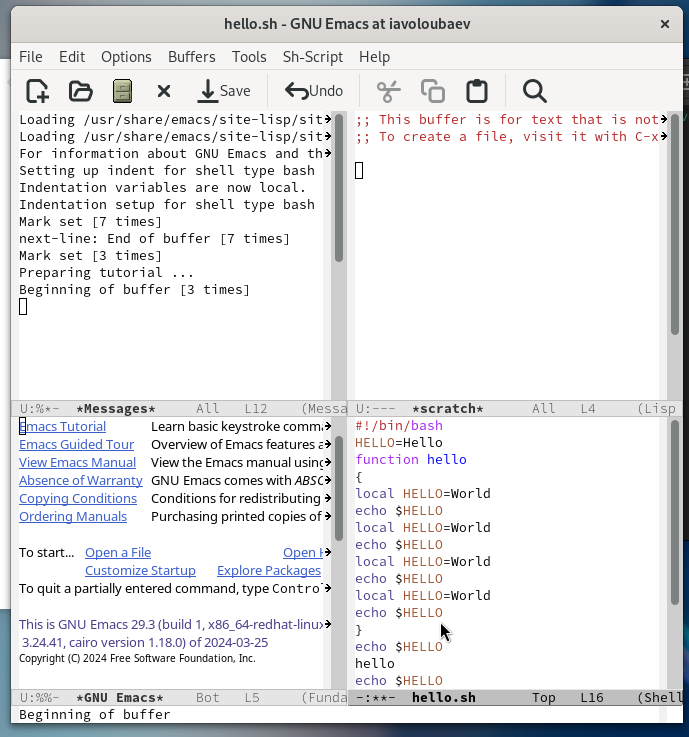 hello.sh - GNU Emacs at iavoloubaev
File Edit Options Buffers Tools Sh-Script Help
Save Undo
Loading /usr/share/emacs/site-lisp/sit
Loading /usr/share/emacs/site-lisp/sit
For information about GNU Emacs and th
Setting up indent for shell type bash
Indentation variables are now local.
Indentation setup for shell type bash
Mark set [7 times]
next-line: End of buffer [7 times]
Mark set [3 times]
Preparing tutorial ...
Beginning of buffer [3 times]
U:%*- *Messages* All L12 (Messa
;; This buffer is for text that is not
;; To create a file, visit it with C-x
U:--- *scratch* All L4 (Lisp
Emacs Tutorial Learn basic keystroke comma
Emacs Guided Tour Overview of Emacs features a
View Emacs Manual View the Emacs manual using
Absence of Warranty GNU Emacs comes with ABSO
Copying Conditions Conditions for redistributing
Ordering Manuals Purchasing printed copies of
To start... Open a File Open H
Customize Startup Explore Packages
To quit a partially entered command, type Contro
This is GNU Emacs 29.3 (build 1, x86_64-redhat-linux
3.24.41, cairo version 1.18.0) of 2024-03-25
Copyright (C) 2024 Free Software Foundation, Inc.
U:%%- *GNU Emacs* Bot L5 (Funda
#!/bin/bash
HELLO=Hello
function hello
{
local HELLO=World
echo $HELLO
local HELLO=World
echo $HELLO
local HELLO=World
echo $HELLO
local HELLO=World
echo $HELLO
}
echo $HELLO
hello
echo $HELLO
-:**- hello.sh Top L16 (Shell
Beginning of buffer